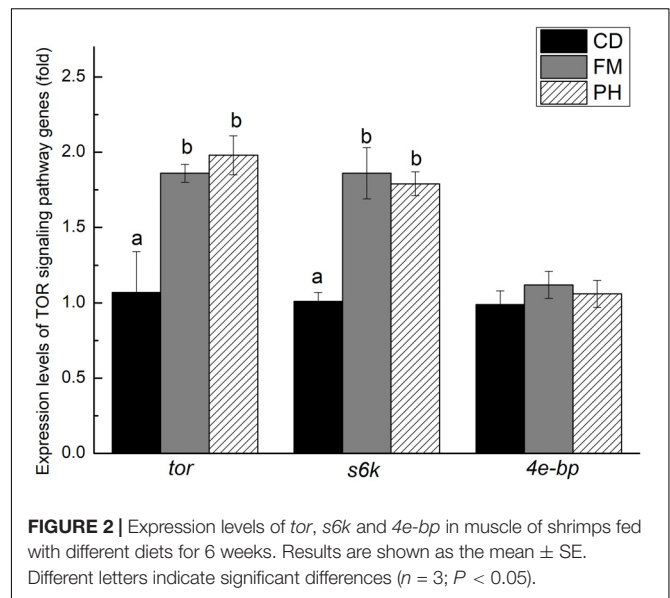 CD
FM
PH
Expression levels of TOR signaling pathway genes (fold)
2.5
2.0
1.5
1.0
0.5
0.0
a
b
b
a
b
b
tor
s6k
4e-bp
FIGURE 2 | Expression levels of tor, s6k and 4e-bp in muscle of shrimps fed
with different diets for 6 weeks. Results are shown as the mean ± SE.
Different letters indicate significant differences (n = 3; P < 0.05).